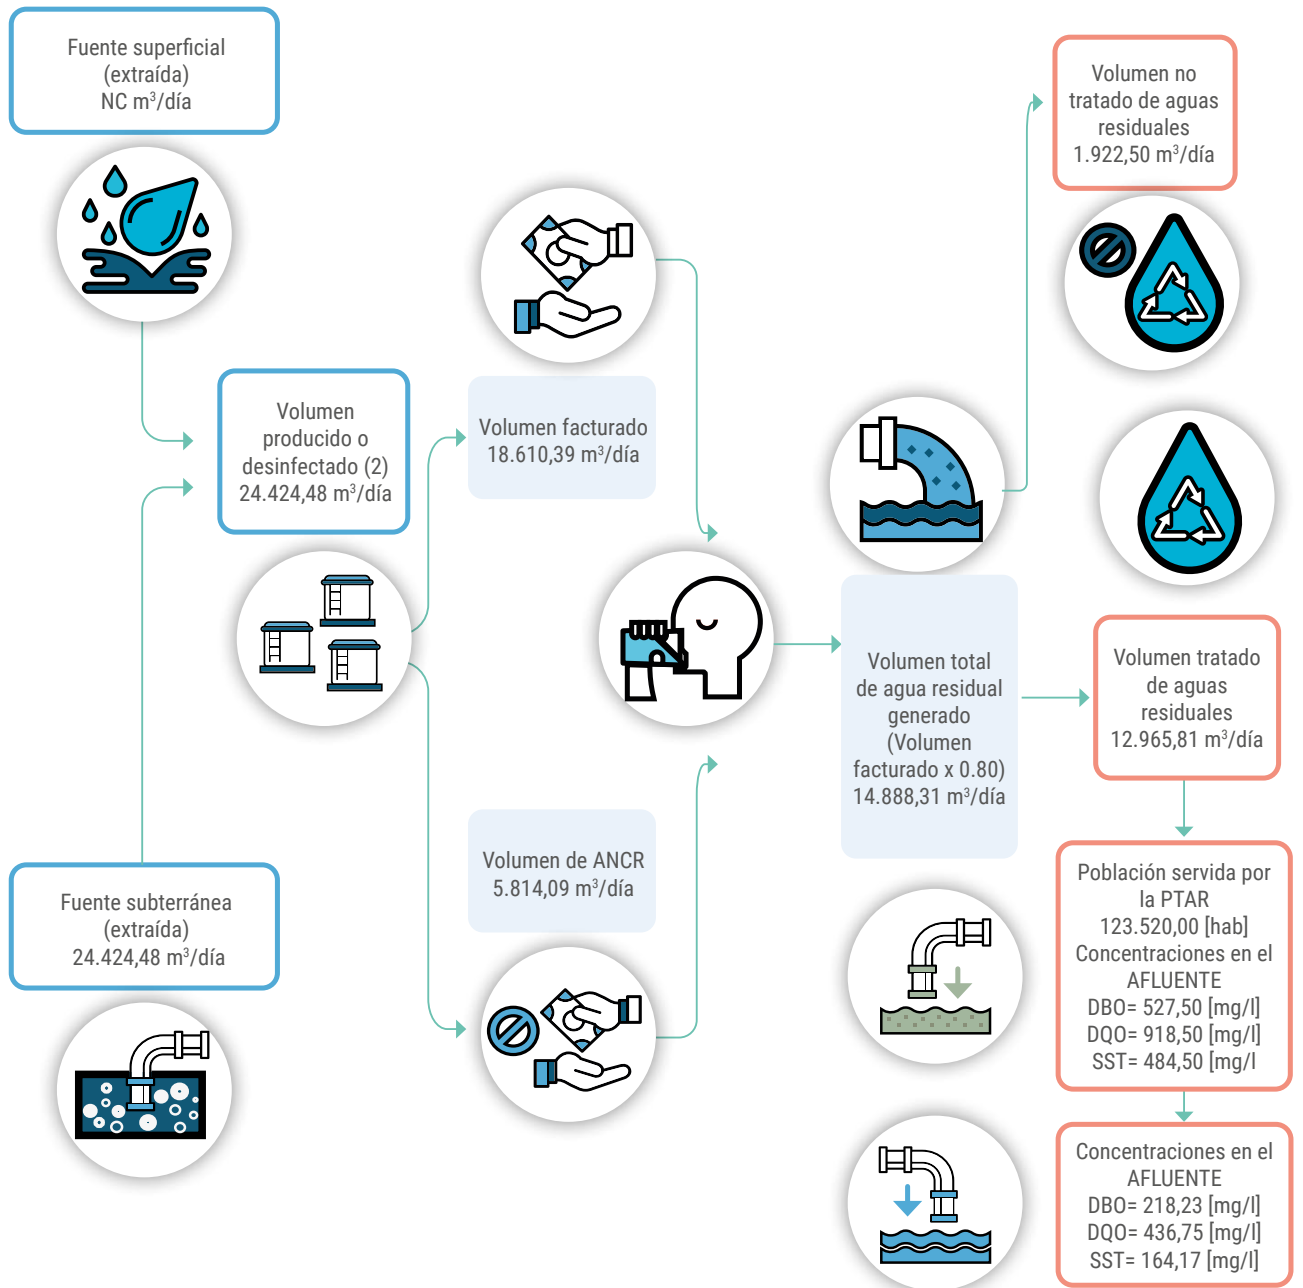 Fuente superficial
(extraída)
NC m³/día
Volumen
producido o
desinfectado (2)
24.424,48 m³/día
Fuente subterránea
(extraída)
24.424,48 m³/día
Volumen facturado
18.610,39 m³/día
Volumen de ANCR
5.814,09 m³/día
Volumen total
de agua residual
generado
(Volumen
facturado x 0.80)
14.888,31 m³/día
Volumen no
tratado de aguas
residuales
1.922,50 m³/día
Volumen tratado
de aguas
residuales
12.965,81 m³/día
Población servida por
la PTAR
123.520,00 [hab]
Concentraciones en el
AFLUENTE
DBO= 527,50 [mg/l]
DQO= 918,50 [mg/l]
SST= 484,50 [mg/l
Concentraciones en el
AFLUENTE
DBO= 218,23 [mg/l]
DQO= 436,75 [mg/l]
SST= 164,17 [mg/l]